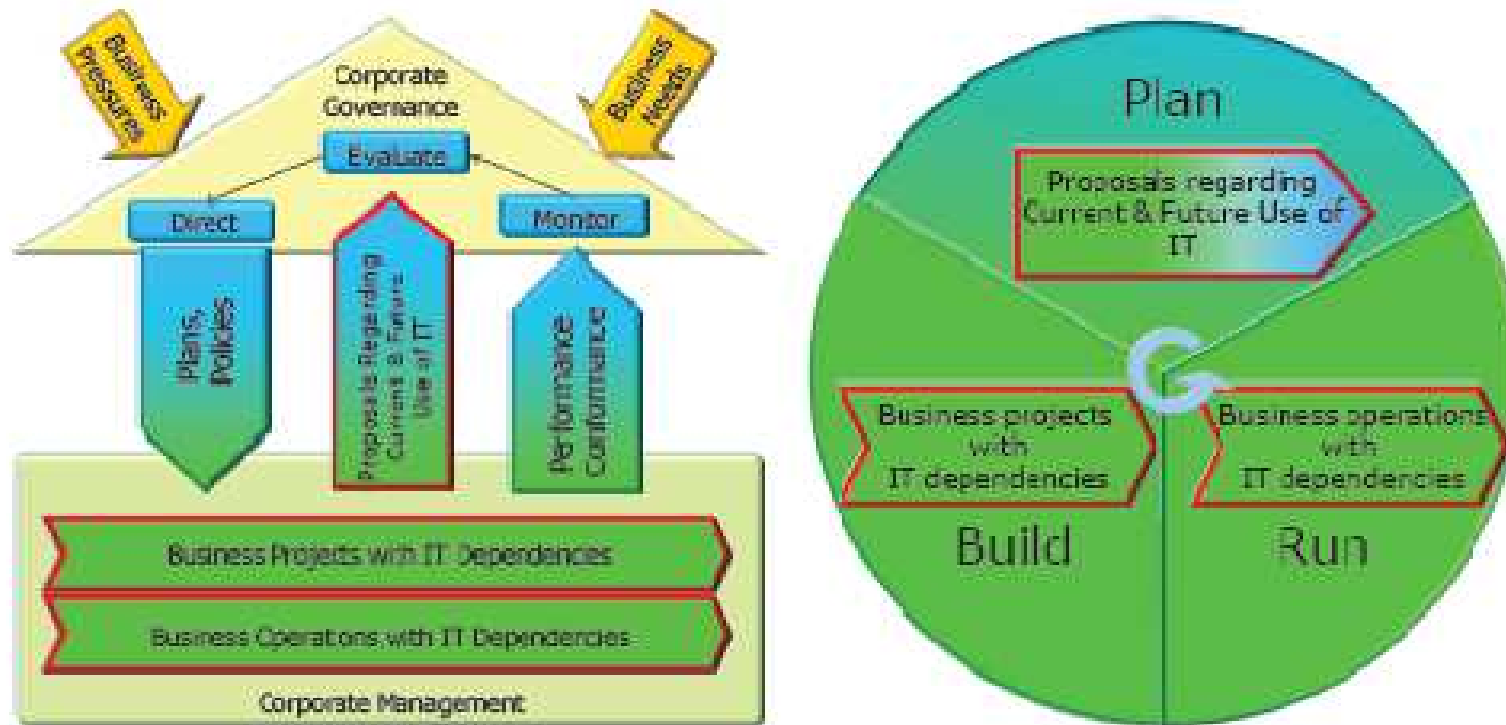 Business
Pressures
Corporate
Governance
Business
Needs
Evaluate
Direct
Monitor
Plans,
Policies
Proposals Regarding
Current & Future
Use of IT
Performance
Conformance
Business Projects with IT Dependencies
Business Operations with IT Dependencies
Corporate Management
Plan
Proposals regarding
Current & Future Use of
IT
G
Business projects
with
IT dependencies
Build
Business operations
with
IT dependencies
Run